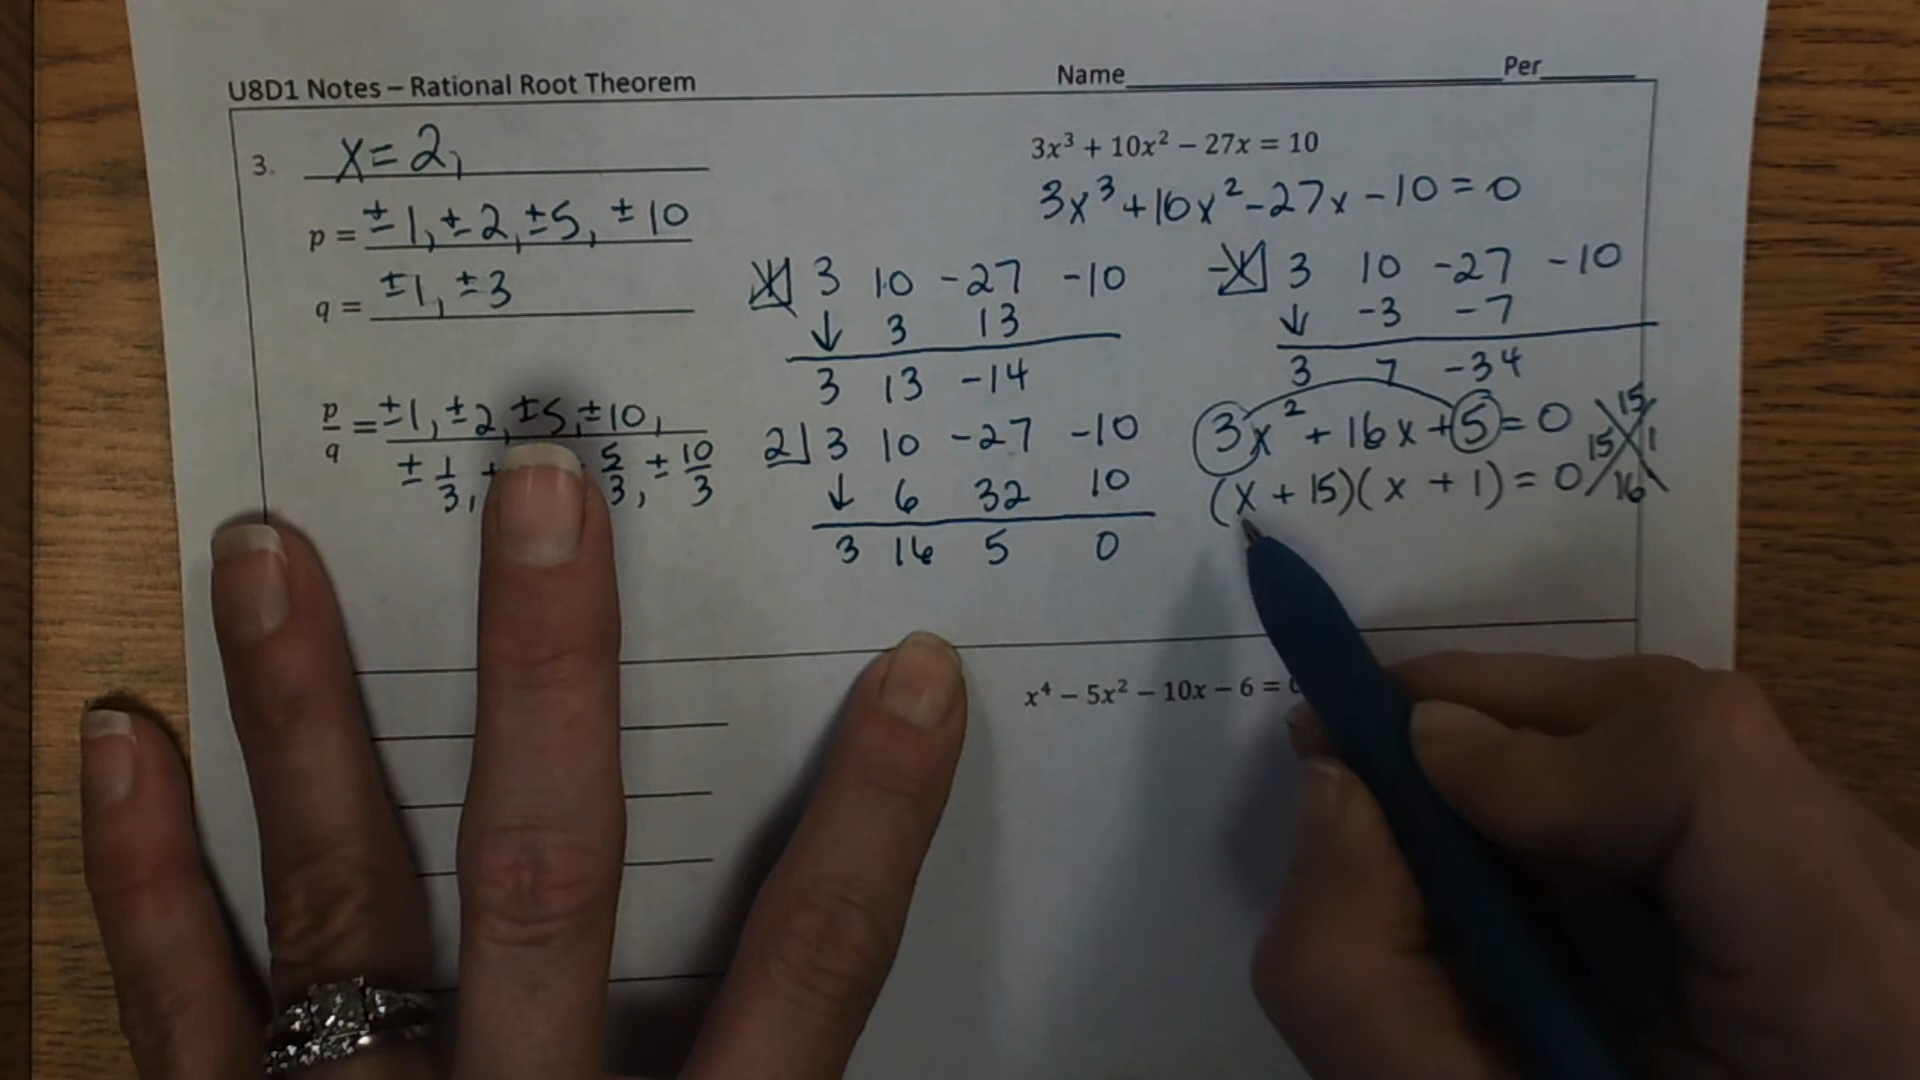 U8D1 Notes – Rational Root Theorem
Name Per
3. x = 2,
p = ±1, ±2, ±5, ±10
q = ±1, ±3
p/q = ±1, ±2, ±5, ±10,
± 1/3, 5/3, ± 10/3
3x³ + 10x² − 27x = 10
3x³ + 10x² − 27x − 10 = 0
1 3 10 -27 -10
↓ 3 13
3 13 -14
2 3 10 -27 -10
↓ 6 32 10
3 16 5 0
-1 3 10 -27 -10
↓ -3 -7
3 7 -34
3x² + 16x + 5 = 0
(x + 15)(x + 1) = 0
15
15 1
16
x⁴ − 5x² − 10x − 6 =